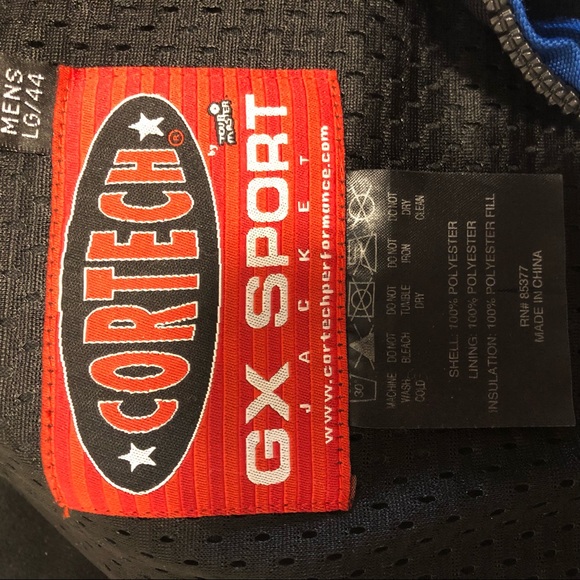 MENS
LG/44
CORTECH®
by TOUR MASTER
GX SPORT
JACKET
www.cortechperformance.com
30°
MACHINE WASH COLD
DO NOT BLEACH
DO NOT TUMBLE DRY
DO NOT IRON
DO NOT DRY CLEAN
SHELL: 100% POLYESTER
LINING: 100% POLYESTER
INSULATION: 100% POLYESTER FILL
RN# 85377
MADE IN CHINA